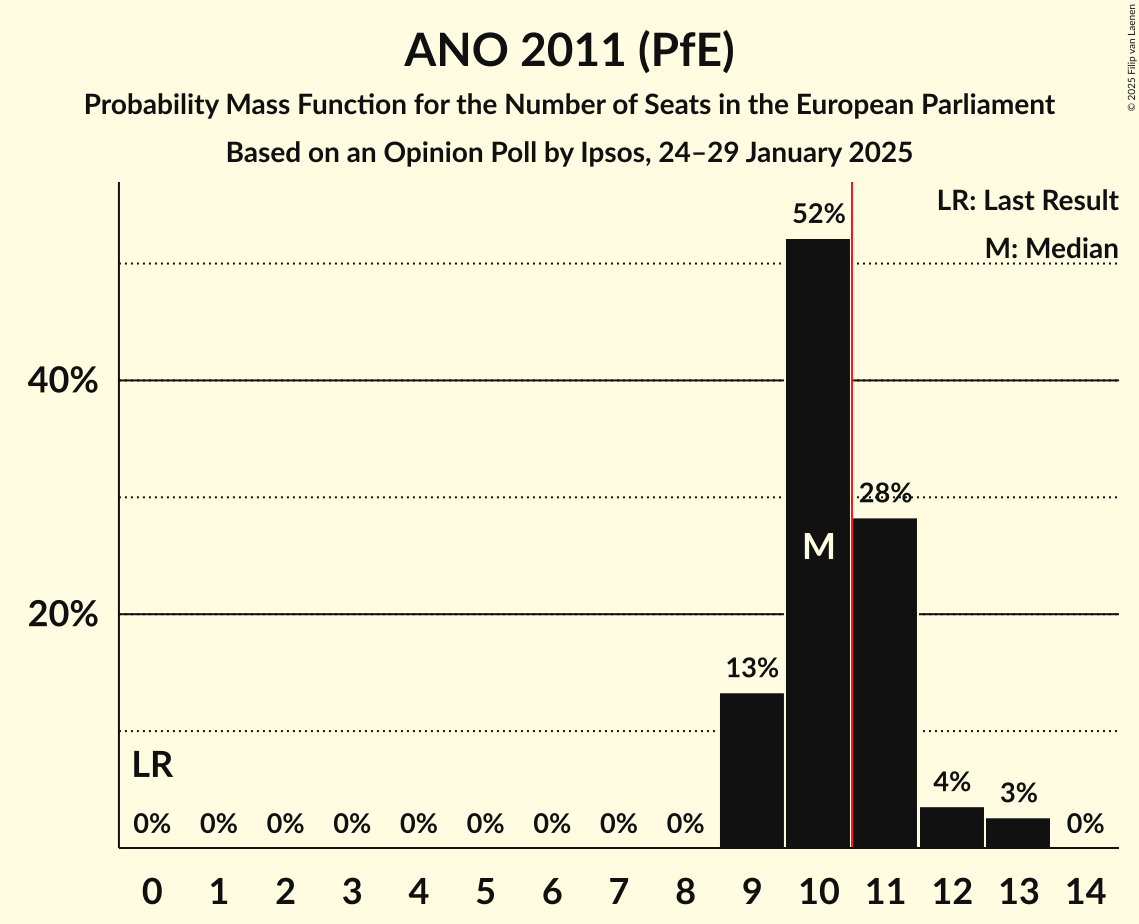 ANO 2011 (PfE)
Probability Mass Function for the Number of Seats in the European Parliament
Based on an Opinion Poll by Ipsos, 24–29 January 2025
© 2025 Filip van Laenen
LR: Last Result
M: Median
52%
40%
28%
M
20%
13%
LR
4%
3%
0% 0% 0% 0% 0% 0% 0% 0% 0% 0%
0 1 2 3 4 5 6 7 8 9 10 11 12 13 14